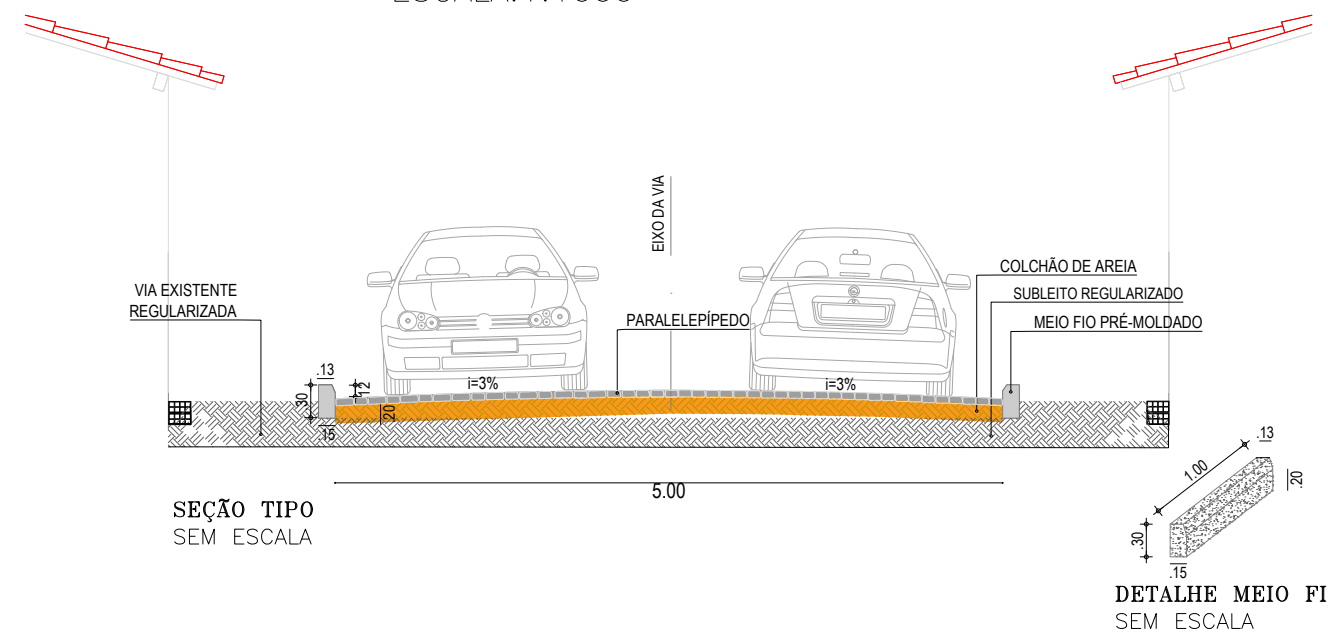 EIXO DA VIA
COLCHÃO DE AREIA
VIA EXISTENTE
REGULARIZADA
SUBLEITO REGULARIZADO
PARALELEPÍPEDO
MEIO FIO PRÉ-MOLDADO
.13
.30
.12
i=3%
i=3%
.20
.15
5.00
SEÇÃO TIPO
SEM ESCALA
.13
1.00
.20
.30
.15
DETALHE MEIO FI
SEM ESCALA